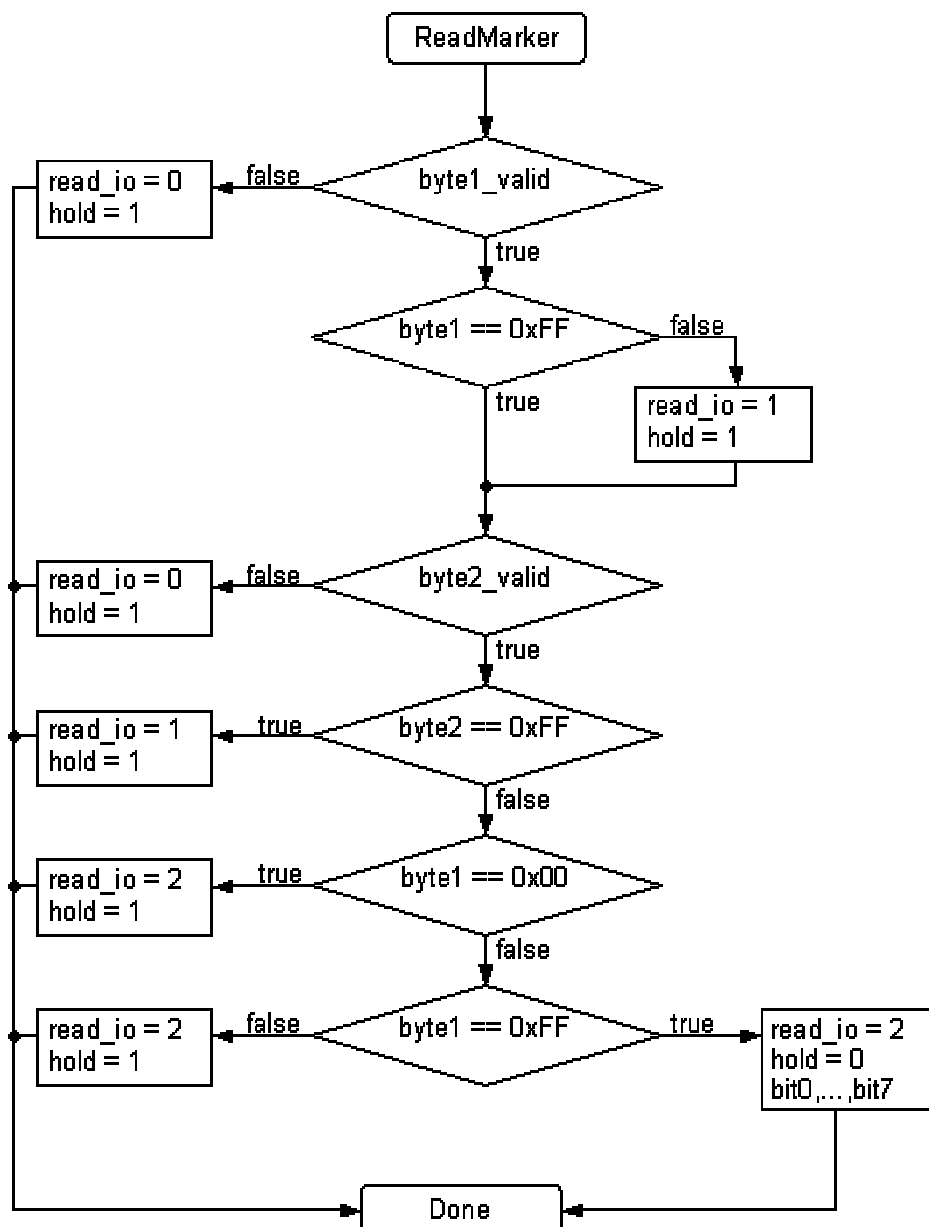 ReadMarker
byte1_valid
false
read_io = 0
hold = 1
true
byte1 == 0xFF
false
true
read_io = 1
hold = 1
byte2_valid
false
read_io = 0
hold = 1
true
byte2 == 0xFF
true
read_io = 1
hold = 1
false
byte1 == 0x00
true
read_io = 2
hold = 1
false
byte1 == 0xFF
false
read_io = 2
hold = 1
true
read_io = 2
hold = 0
bit0,...,bit7
Done